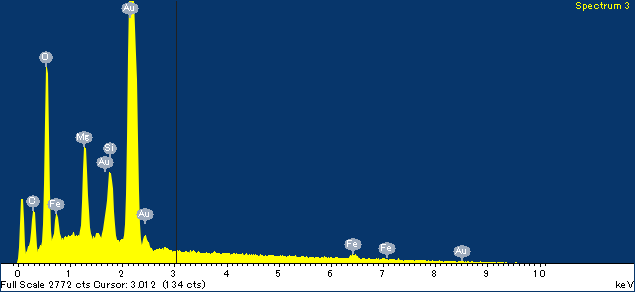 Spectrum 3
Au
O
Mg
Si
Au
O
Fe
Au
Fe
Fe
Au
0 1 2 3 4 5 6 7 8 9 10
Full Scale 2772 cts Cursor: 3.012 (134 cts) keV